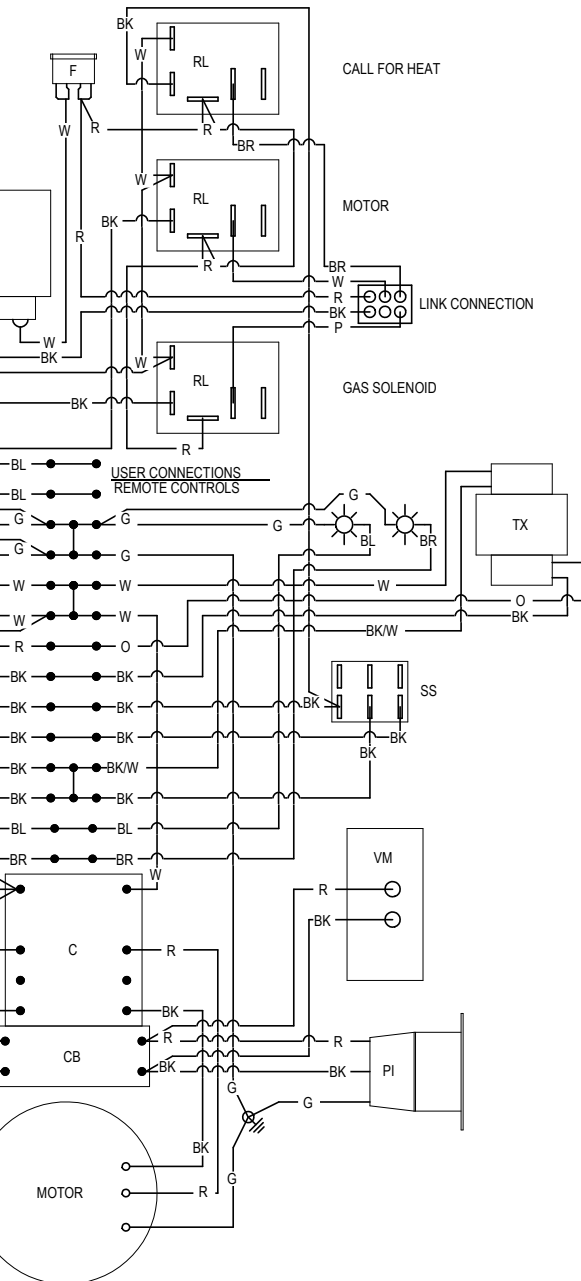 BK
W
RL
CALL FOR HEAT
F
W
R
R
BR
W
RL
MOTOR
BK
R
R
BR
W
R
BK
P
LINK CONNECTION
W
BK
W
RL
GAS SOLENOID
BK
R
BL
USER CONNECTIONS
REMOTE CONTROLS
BL
G
G
G
G
BL
BR
TX
G
G
W
W
W
W
W
O
BK
R
O
BK/W
BK
BK
BK
BK
BK
SS
BK
BK
BK
BK
BK
BK/W
BK
BK
BL
BL
VM
BR
BR
W
R
BK
C
R
BK
R
R
CB
BK
BK
PI
G
G
BK
G
MOTOR
R